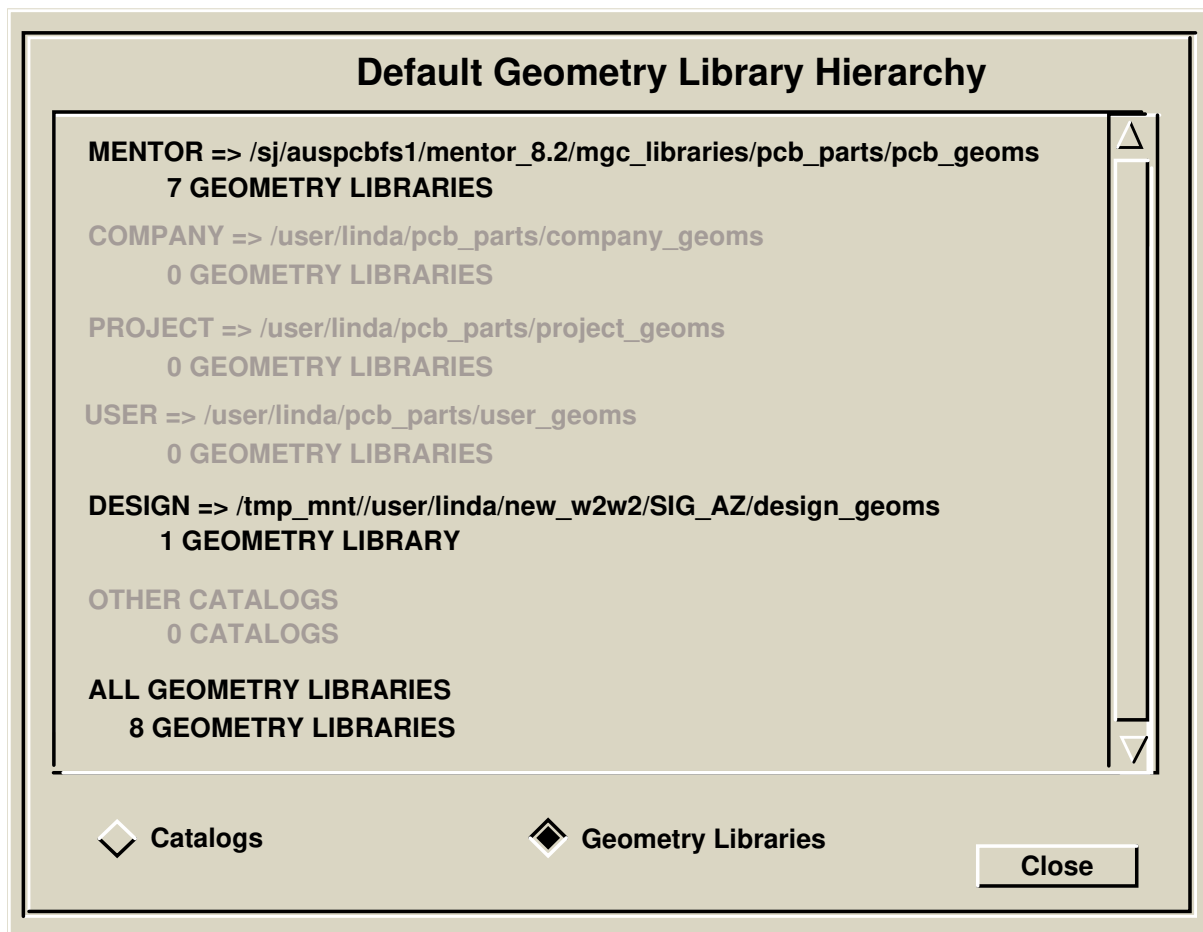 Default Geometry Library Hierarchy
MENTOR => /sj/auspcbfs1/mentor_8.2/mgc_libraries/pcb_parts/pcb_geoms
7 GEOMETRY LIBRARIES
COMPANY => /user/linda/pcb_parts/company_geoms
0 GEOMETRY LIBRARIES
PROJECT => /user/linda/pcb_parts/project_geoms
0 GEOMETRY LIBRARIES
USER => /user/linda/pcb_parts/user_geoms
0 GEOMETRY LIBRARIES
DESIGN => /tmp_mnt//user/linda/new_w2w2/SIG_AZ/design_geoms
1 GEOMETRY LIBRARY
OTHER CATALOGS
0 CATALOGS
ALL GEOMETRY LIBRARIES
8 GEOMETRY LIBRARIES
Catalogs
Geometry Libraries
Close